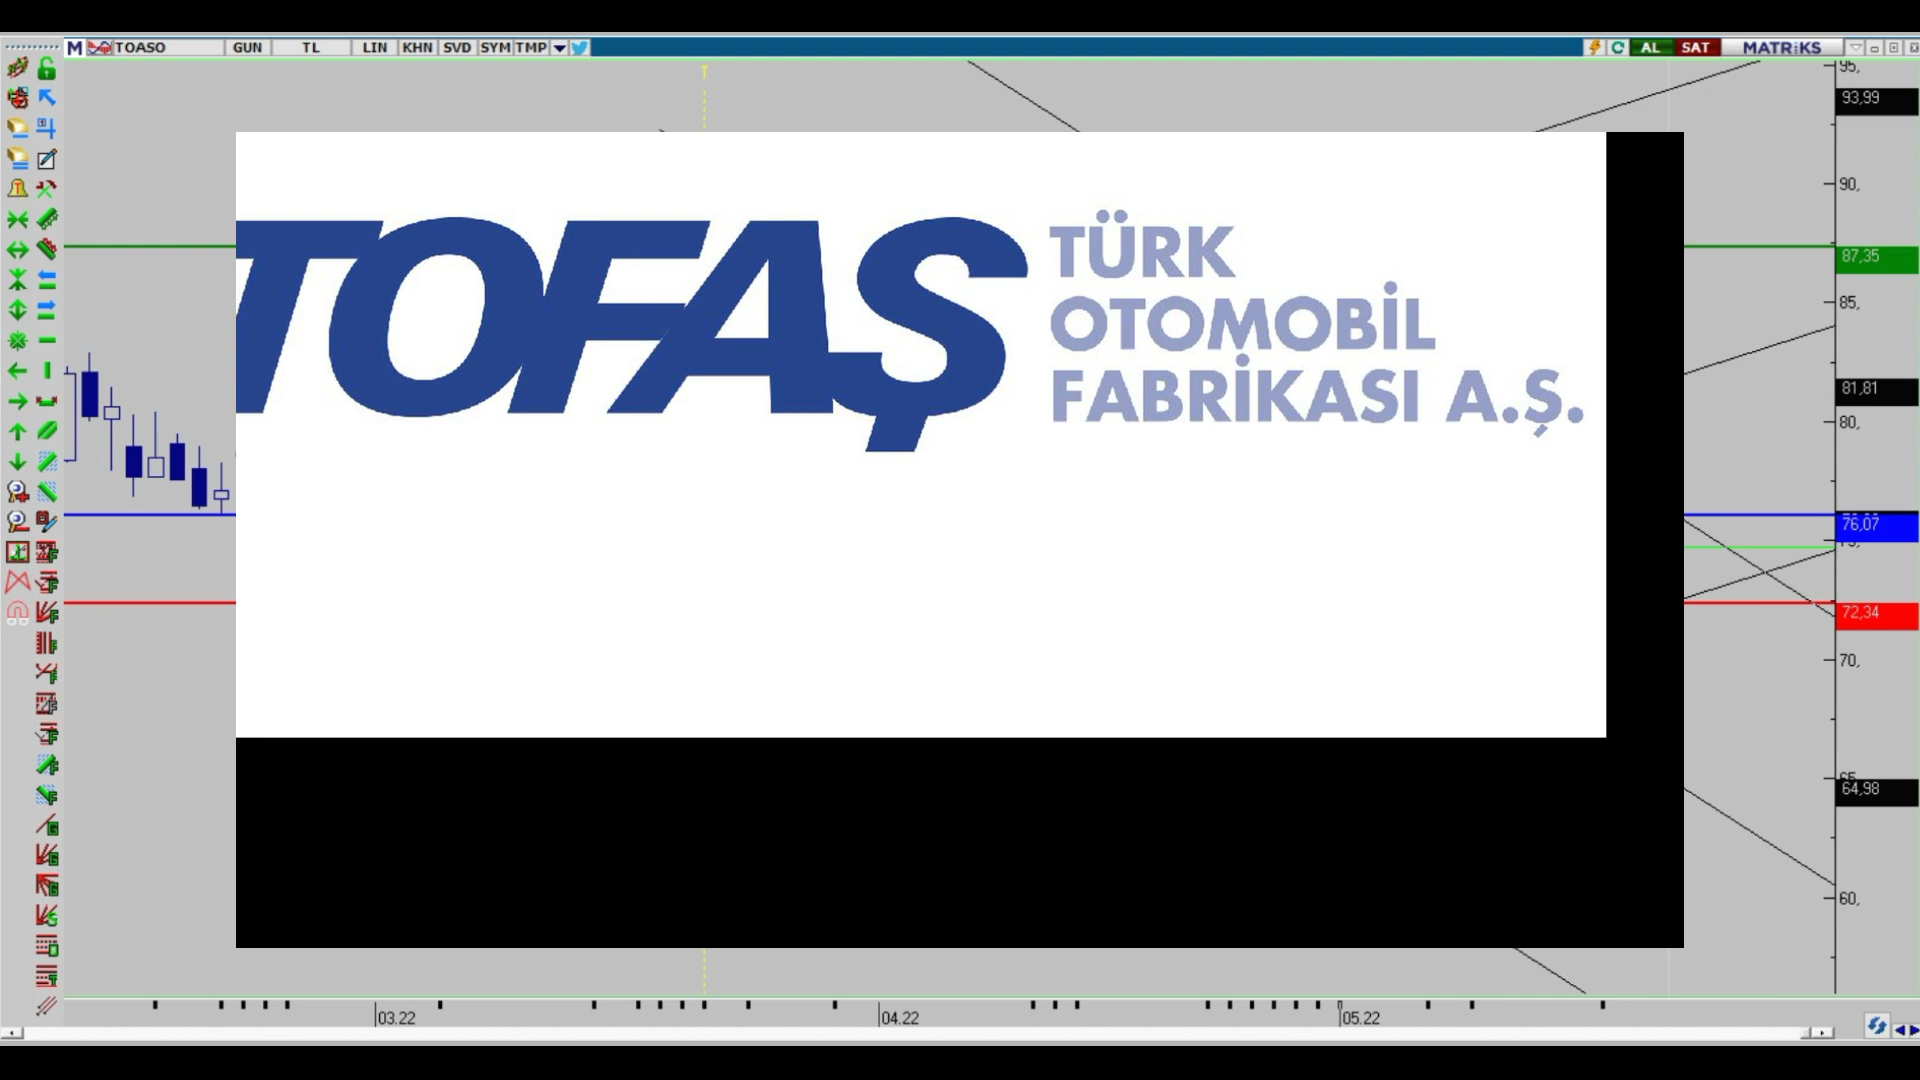 M TOASO GUN TL LIN KHN SVD SYM TMP AL SAT MATRiKS
95,
93,99
TOFAŞ
TÜRK
OTOMOBİL
FABRİKASI A.Ş.
90,
87,35
85,
81,81
80,
76,07
72,34
70,
64,98
60,
03.22 04.22 05.22